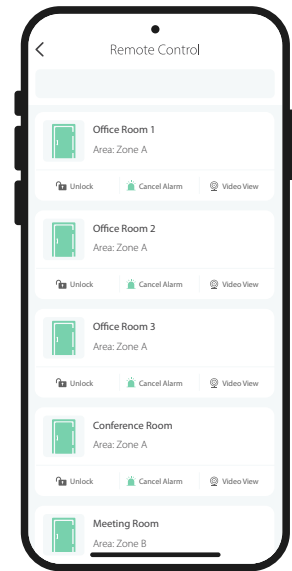 Remote Control
Office Room 1
Area: Zone A
Unlock Cancel Alarm Video View
Office Room 2
Area: Zone A
Unlock Cancel Alarm Video View
Office Room 3
Area: Zone A
Unlock Cancel Alarm Video View
Conference Room
Area: Zone A
Unlock Cancel Alarm Video View
Meeting Room
Area: Zone B